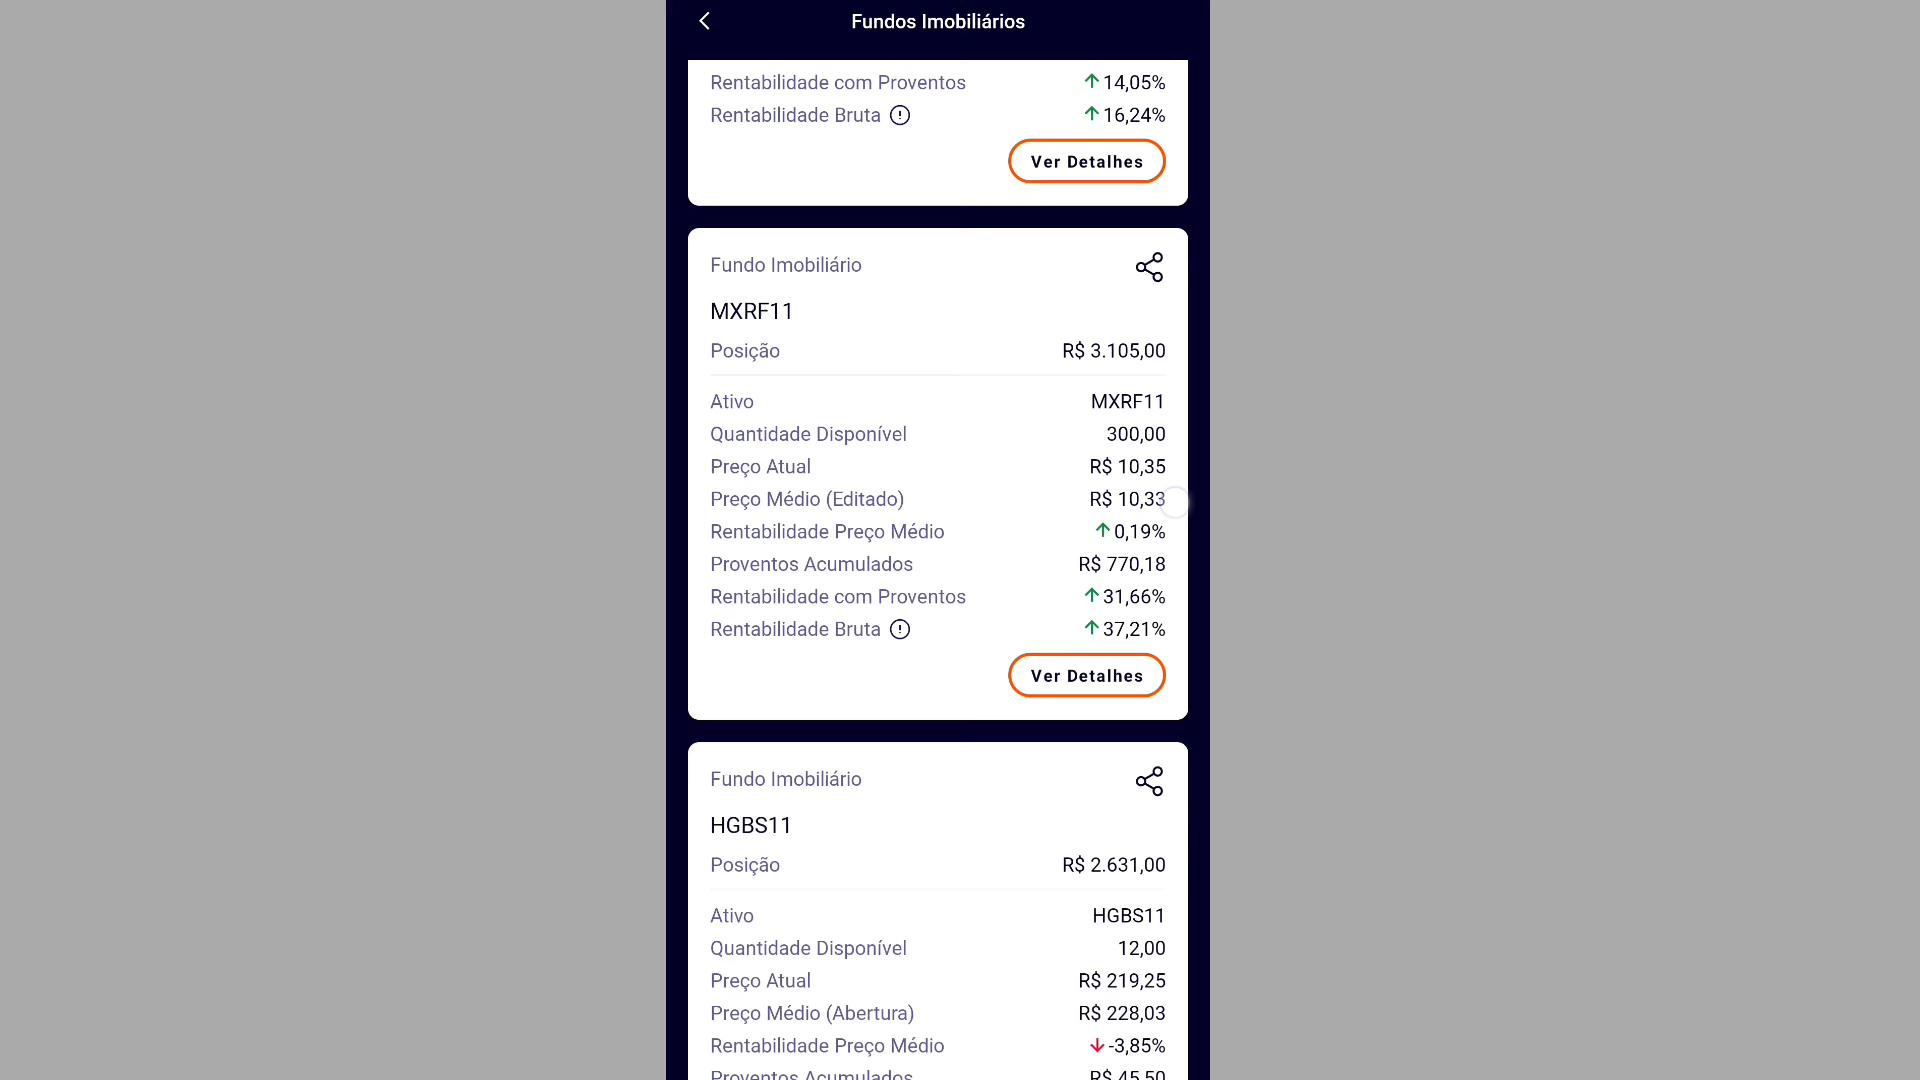 Fundos Imobiliários
Rentabilidade com Proventos 14,05%
Rentabilidade Bruta 16,24%
Ver Detalhes
Fundo Imobiliário
MXRF11
Posição R$ 3.105,00
Ativo MXRF11
Quantidade Disponível 300,00
Preço Atual R$ 10,35
Preço Médio (Editado) R$ 10,33
Rentabilidade Preço Médio 0,19%
Proventos Acumulados R$ 770,18
Rentabilidade com Proventos 31,66%
Rentabilidade Bruta 37,21%
Ver Detalhes
Fundo Imobiliário
HGBS11
Posição R$ 2.631,00
Ativo HGBS11
Quantidade Disponível 12,00
Preço Atual R$ 219,25
Preço Médio (Abertura) R$ 228,03
Rentabilidade Preço Médio -3,85%
Proventos Acumulados R$ 45,50